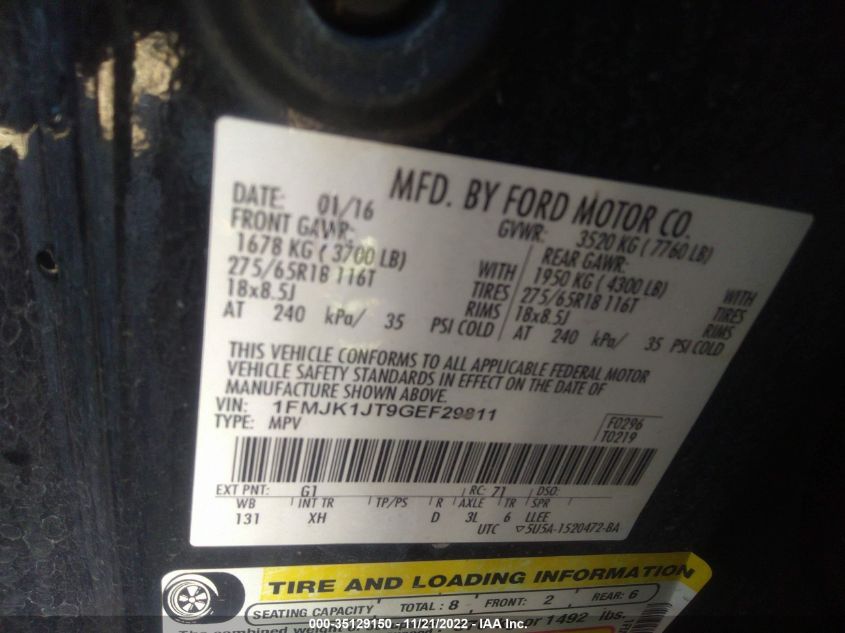 MFD. BY FORD MOTOR CO.
DATE: 01/16
GVWR: 3520 KG ( 7760 LB)
FRONT GAWR:
1678 KG ( 3700 LB)
275/65R18 116T
18x8.5J
AT 240 kPa/ 35 PSI COLD
WITH
TIRES
RIMS
REAR GAWR:
1950 KG ( 4300 LB)
275/65R18 116T
18x8.5J
AT 240 kPa/ 35 PSI COLD
WITH
TIRES
RIMS
THIS VEHICLE CONFORMS TO ALL APPLICABLE FEDERAL MOTOR
VEHICLE SAFETY STANDARDS IN EFFECT ON THE DATE OF
MANUFACTURE SHOWN ABOVE.
VIN: 1FMJK1JT9GEF29811
TYPE: MPV
F0296
T0219
EXT PNT: G1 RC: 71 DSO:
WB INT TR TP/PS R AXLE TR SPR
131 XH D 3L 6 LLEE
UTC ▽5U5A-1520472-BA
TIRE AND LOADING INFORMATION
SEATING CAPACITY TOTAL: 8 FRONT: 2 REAR: 6
The combined weight of or 1492 lbs.
000-35129150 - 11/21/2022 - IAA Inc.